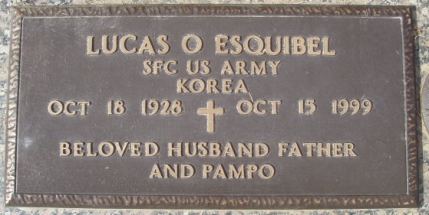 LUCAS O ESQUIBEL
SFC US ARMY
KOREA
OCT 18 1928 OCT 15 1999
BELOVED HUSBAND FATHER
AND PAMPO